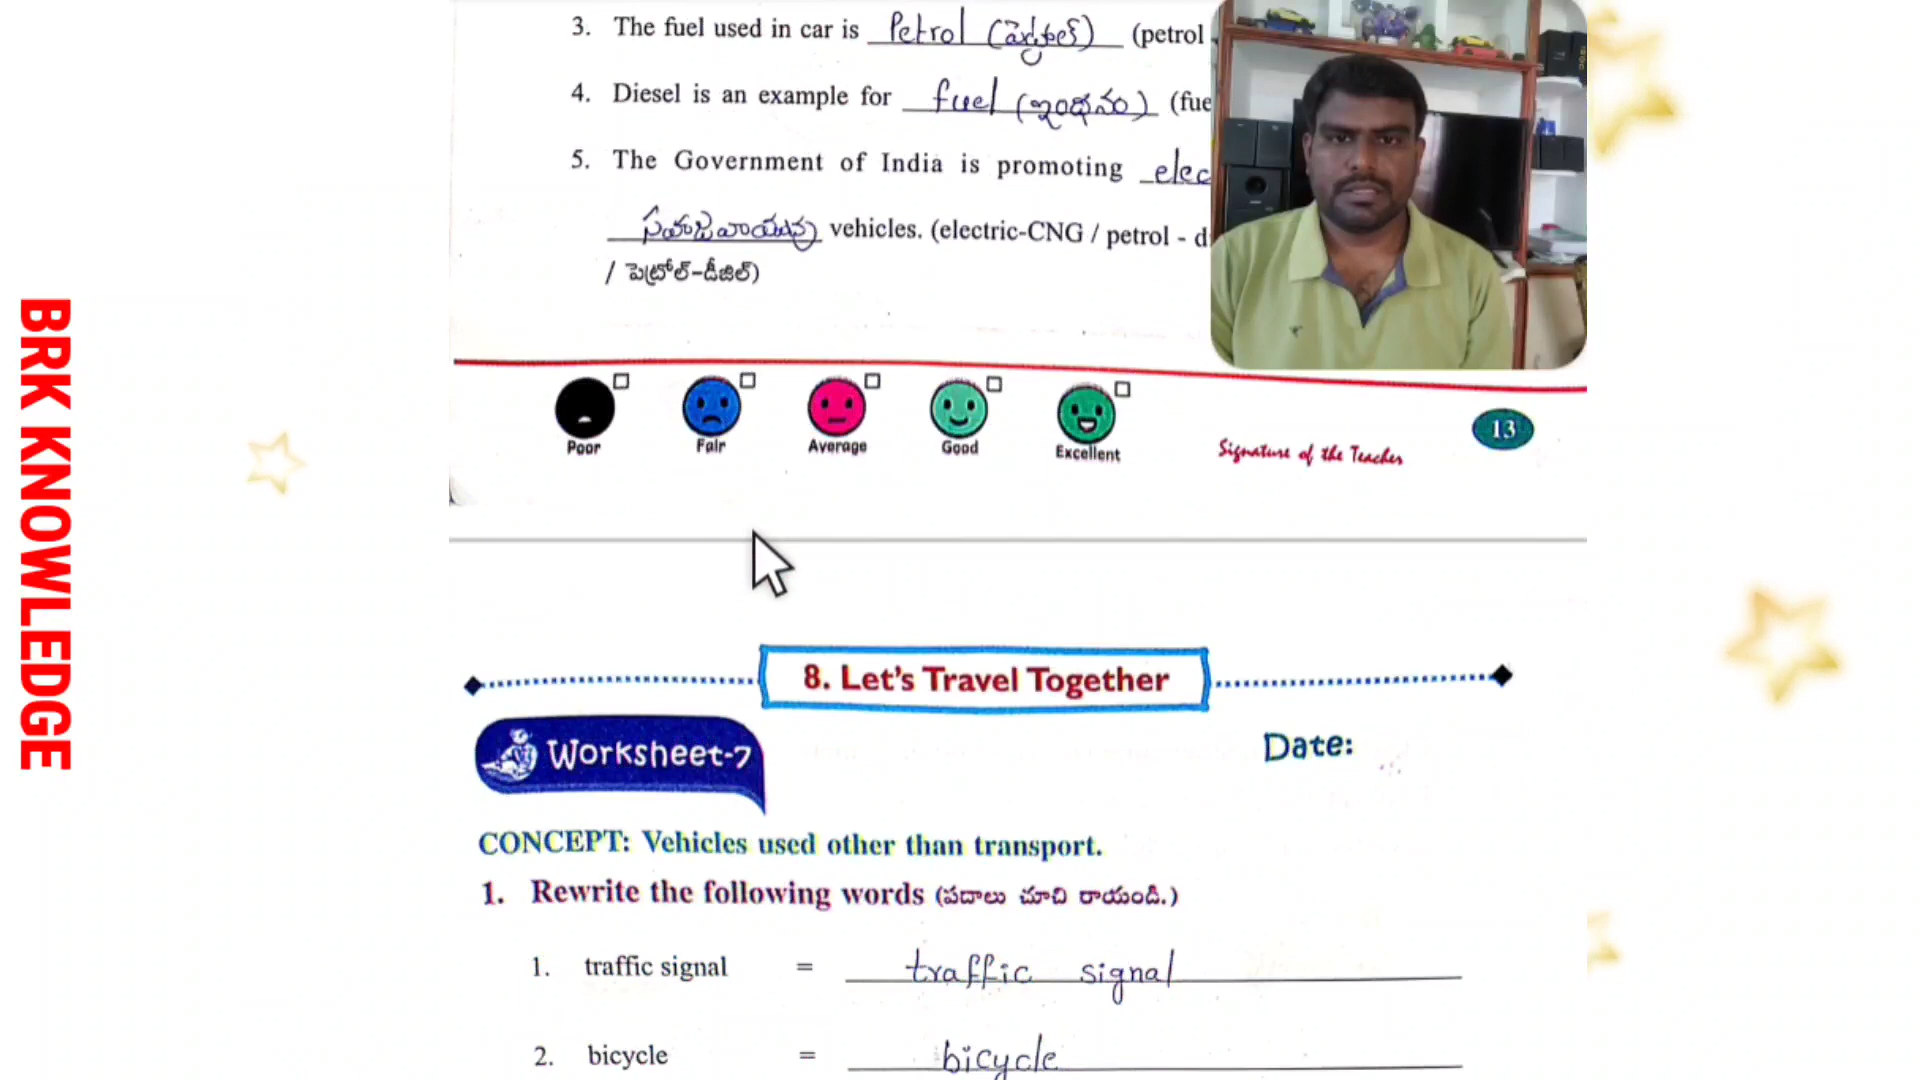 3. The fuel used in car is Petrol (పెట్రోల్) (petrol
4. Diesel is an example for fuel (ఇంధనం) (fue
5. The Government of India is promoting elec
vehicles. (electric-CNG / petrol - d
/ పెట్రోల్-డీజిల్)
Poor
Fair
Average
Good
Excellent
Signature of the Teacher
13
BRK KNOWLEDGE
8. Let's Travel Together
Worksheet-7
Date:
CONCEPT: Vehicles used other than transport.
1. Rewrite the following words (పదాలు చూచి రాయండి.)
1. traffic signal = traffic signal
2. bicycle = bicycle